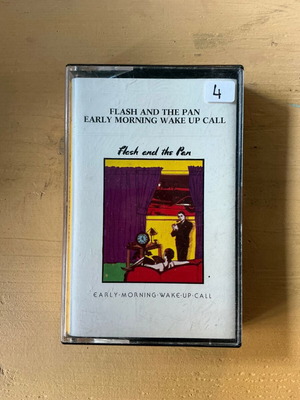 4
FLASH AND THE PAN
EARLY MORNING WAKE UP CALL
Flash and the Pan
EARLY·MORNING·WAKE·UP·CALL